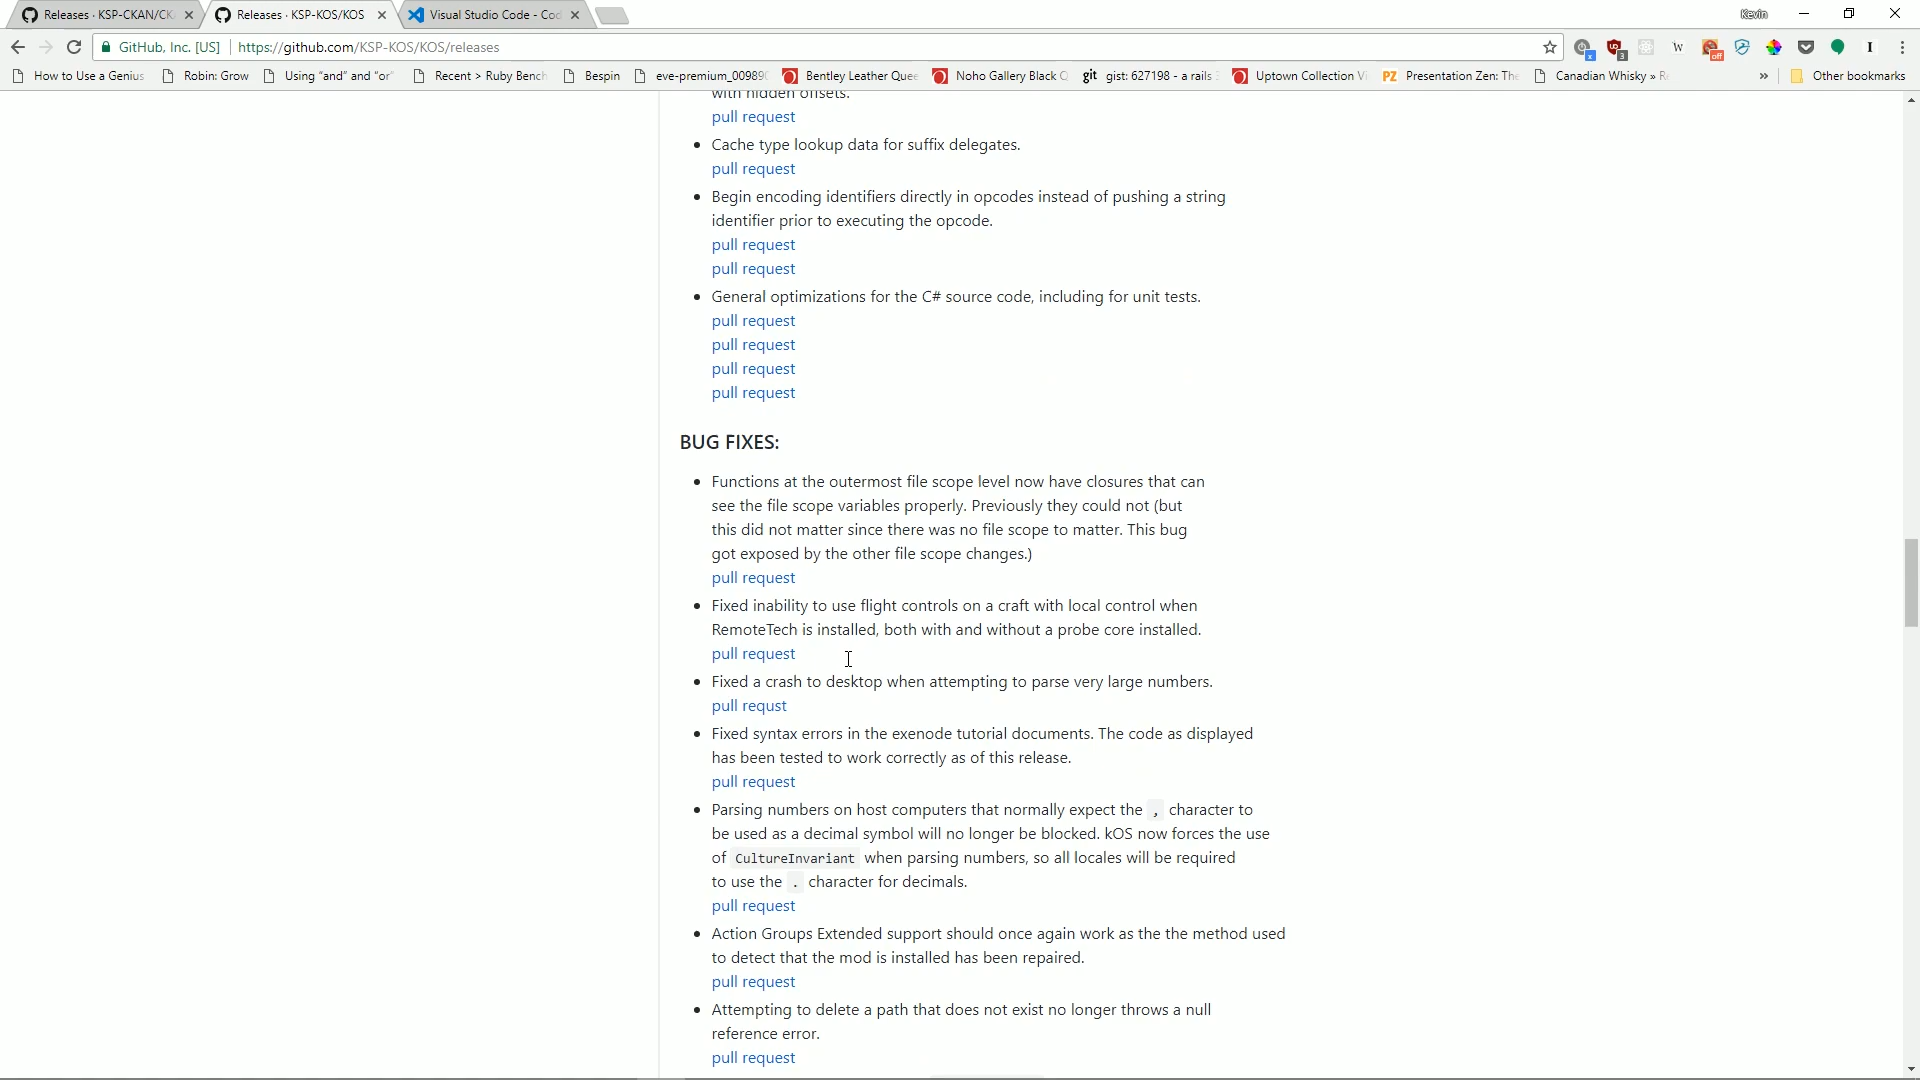 Releases · KSP-CKAN/CK
Releases · KSP-KOS/KOS
Visual Studio Code - Cod
Kevin
GitHub, Inc. [US]
https://github.com/KSP-KOS/KOS/releases
How to Use a Genius
Robin: Grow
Using "and" and "or"
Recent > Ruby Bench
Bespin
eve-premium_009890
Bentley Leather Quee
Noho Gallery Black Q
git gist: 627198 - a rails
Uptown Collection Vi
PZ Presentation Zen: The
Canadian Whisky » Re
»
Other bookmarks
with hidden offsets.
pull request
• Cache type lookup data for suffix delegates.
pull request
• Begin encoding identifiers directly in opcodes instead of pushing a string
identifier prior to executing the opcode.
pull request
pull request
• General optimizations for the C# source code, including for unit tests.
pull request
pull request
pull request
pull request
BUG FIXES:
• Functions at the outermost file scope level now have closures that can
see the file scope variables properly. Previously they could not (but
this did not matter since there was no file scope to matter. This bug
got exposed by the other file scope changes.)
pull request
• Fixed inability to use flight controls on a craft with local control when
RemoteTech is installed, both with and without a probe core installed.
pull request
• Fixed a crash to desktop when attempting to parse very large numbers.
pull requst
• Fixed syntax errors in the exenode tutorial documents. The code as displayed
has been tested to work correctly as of this release.
pull request
• Parsing numbers on host computers that normally expect the , character to
be used as a decimal symbol will no longer be blocked. kOS now forces the use
of CultureInvariant when parsing numbers, so all locales will be required
to use the . character for decimals.
pull request
• Action Groups Extended support should once again work as the the method used
to detect that the mod is installed has been repaired.
pull request
• Attempting to delete a path that does not exist no longer throws a null
reference error.
pull request